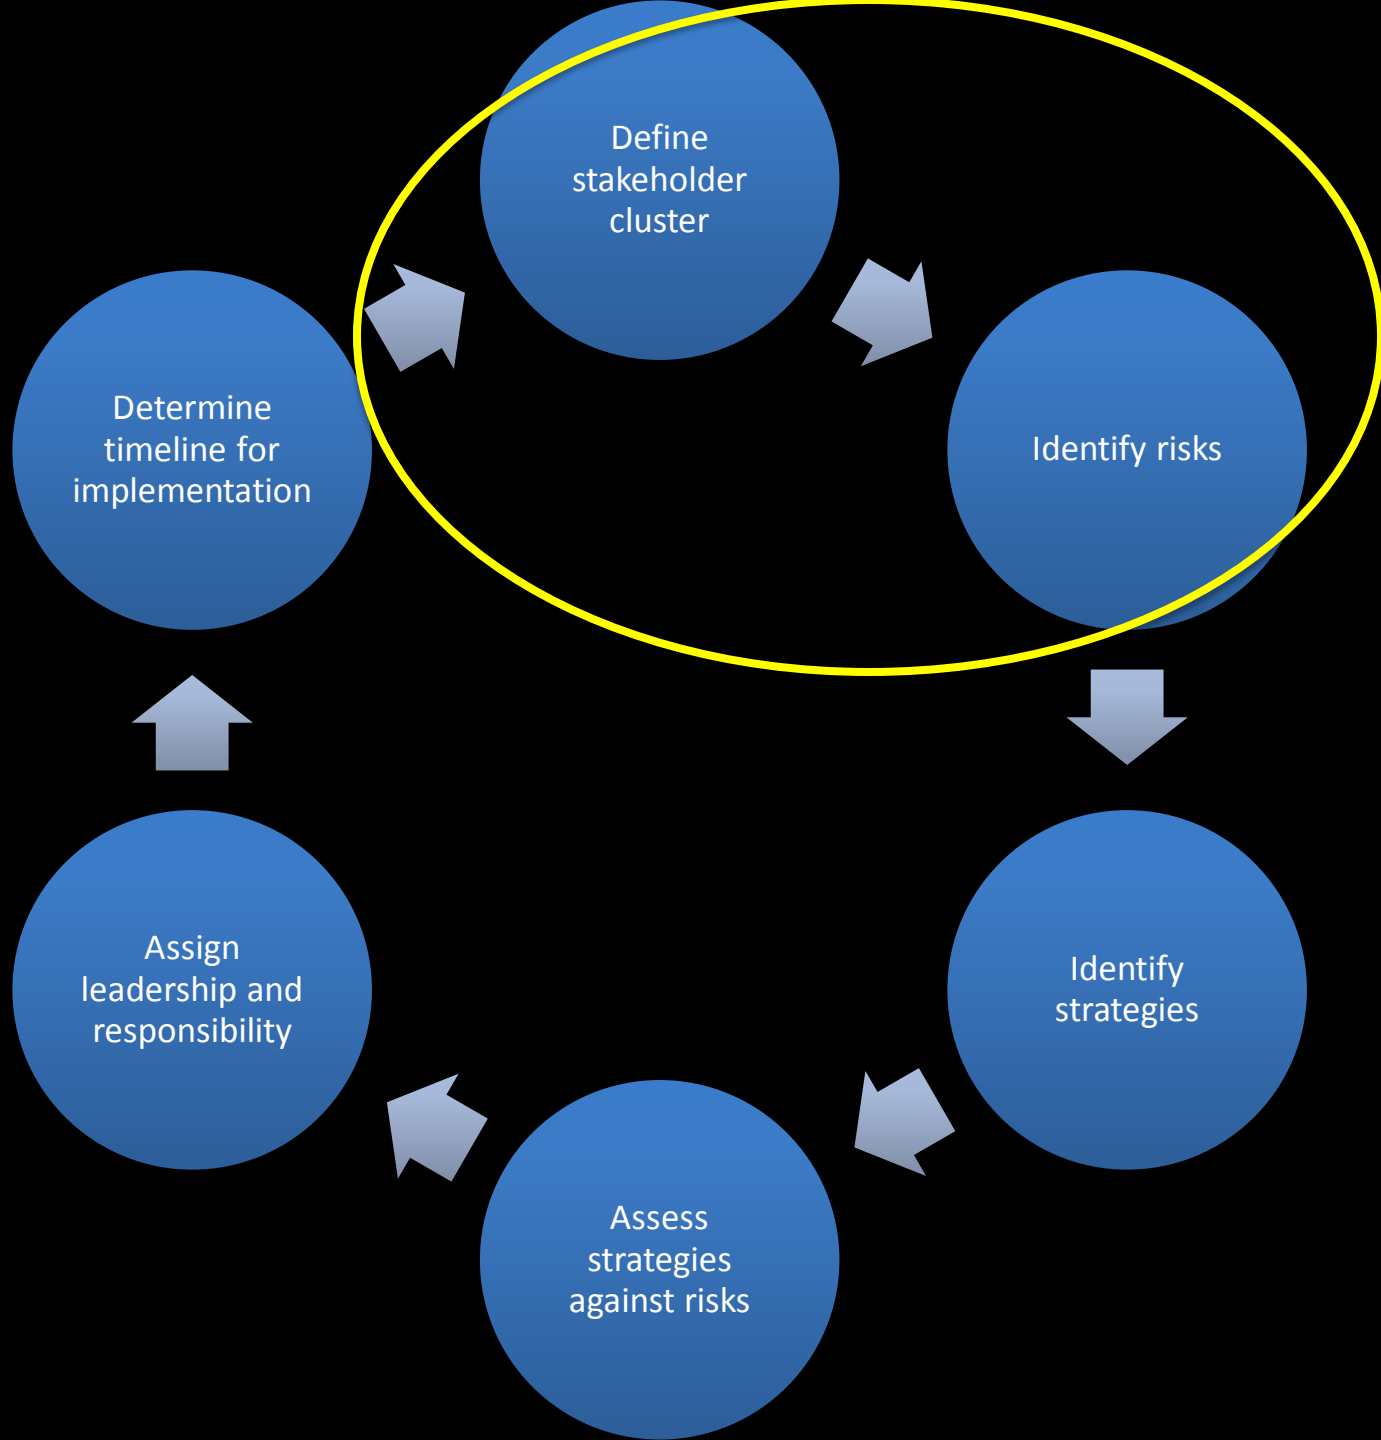 Define
stakeholder
cluster
Identify risks
Identify
strategies
Assess
strategies
against risks
Assign
leadership and
responsibility
Determine
timeline for
implementation